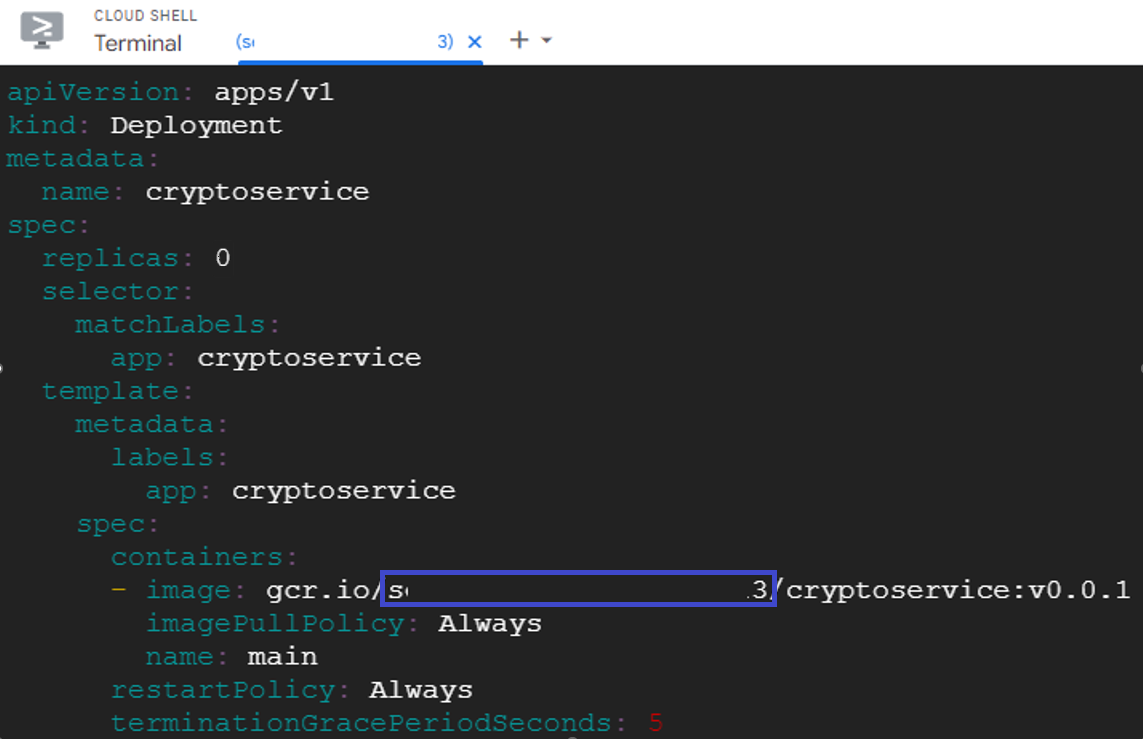 CLOUD SHELL
Terminal
3)
apiVersion: apps/v1
kind: Deployment
metadata:
  name: cryptoservice
spec:
  replicas: 0
  selector:
    matchLabels:
      app: cryptoservice
  template:
    metadata:
      labels:
        app: cryptoservice
    spec:
      containers:
      - image: gcr.io/s 3/cryptoservice:v0.0.1
        imagePullPolicy: Always
        name: main
      restartPolicy: Always
      terminationGracePeriodSeconds: 5